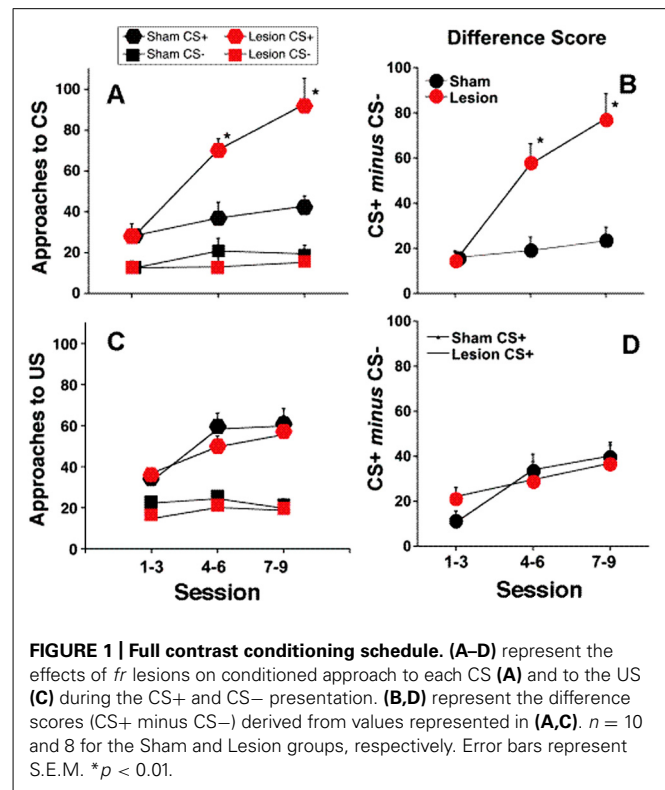 Sham CS+ Lesion CS+
Sham CS- Lesion CS-
Difference Score
A
Approaches to CS
100
80
60
40
20
0
*
*
B
Sham
Lesion
CS+ minus CS-
100
80
60
40
20
0
*
*
C
Approaches to US
100
80
60
40
20
0
1-3 4-6 7-9
Session
D
Sham CS+
Lesion CS+
CS+ minus CS-
100
80
60
40
20
0
1-3 4-6 7-9
Session
FIGURE 1 | Full contrast conditioning schedule. (A–D) represent the
effects of fr lesions on conditioned approach to each CS (A) and to the US
(C) during the CS+ and CS− presentation. (B,D) represent the difference
scores (CS+ minus CS−) derived from values represented in (A,C). n = 10
and 8 for the Sham and Lesion groups, respectively. Error bars represent
S.E.M. *p < 0.01.